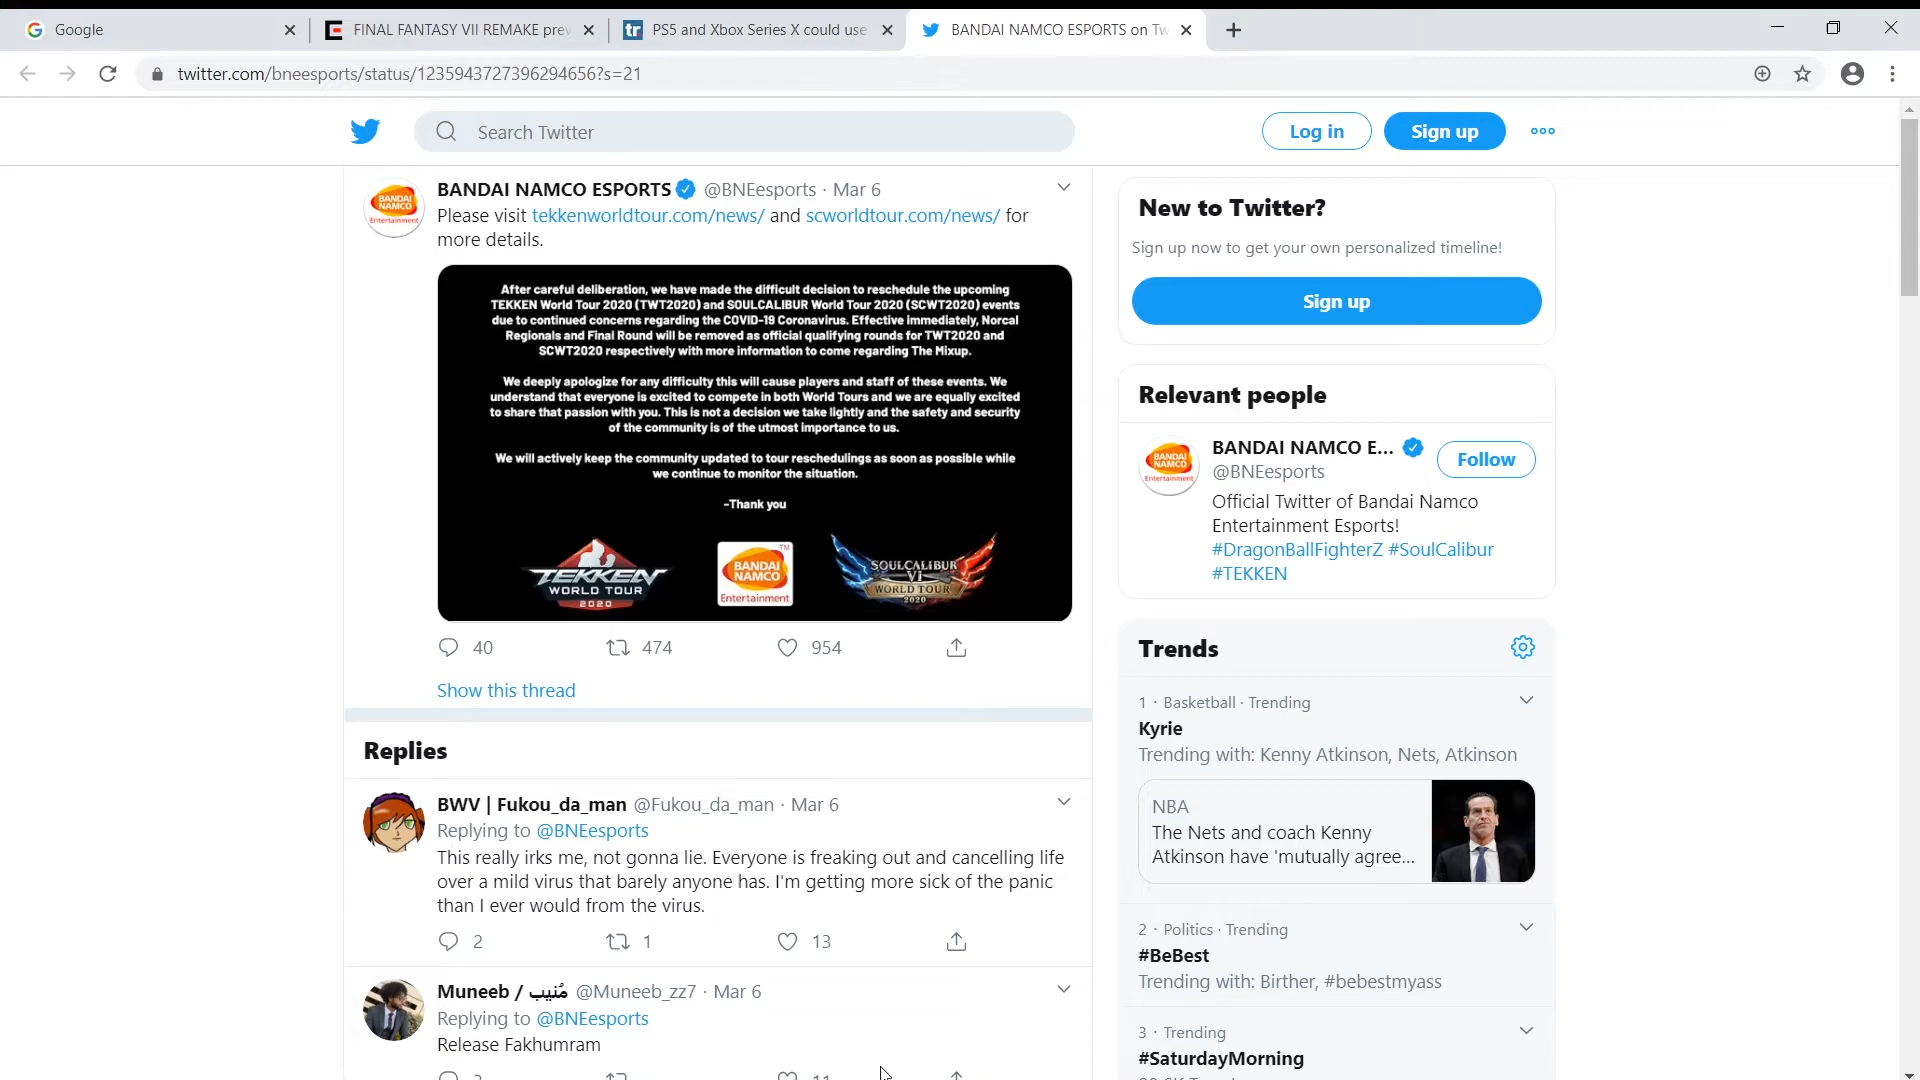 Google
FINAL FANTASY VII REMAKE prev
PS5 and Xbox Series X could use
BANDAI NAMCO ESPORTS on Tw
twitter.com/bneesports/status/1235943727396294656?s=21
Search Twitter
Log in
Sign up
BANDAI NAMCO ESPORTS @BNEesports · Mar 6
Please visit tekkenworldtour.com/news/ and scworldtour.com/news/ for
more details.
After careful deliberation, we have made the difficult decision to reschedule the upcoming
TEKKEN World Tour 2020 (TWT2020) and SOULCALIBUR World Tour 2020 (SCWT2020) events
due to continued concerns regarding the COVID-19 Coronavirus. Effective immediately, Norcal
Regionals and Final Round will be removed as official qualifying rounds for TWT2020 and
SCWT2020 respectively with more information to come regarding The Mixup.
We deeply apologize for any difficulty this will cause players and staff of these events. We
understand that everyone is excited to compete in both World Tours and we are equally excited
to share that passion with you. This is not a decision we take lightly and the safety and security
of the community is of the utmost importance to us.
We will actively keep the community updated to tour reschedulings as soon as possible while
we continue to monitor the situation.
-Thank you
TEKKEN
WORLD TOUR
2020
BANDAI
NAMCO
Entertainment
TM
SOULCALIBUR
VI
WORLD TOUR
2020
40
474
954
Show this thread
Replies
BWV | Fukou_da_man @Fukou_da_man · Mar 6
Replying to @BNEesports
This really irks me, not gonna lie. Everyone is freaking out and cancelling life
over a mild virus that barely anyone has. I'm getting more sick of the panic
than I ever would from the virus.
2
1
13
Muneeb / مُنیب @Muneeb_zz7 · Mar 6
Replying to @BNEesports
Release Fakhumram
New to Twitter?
Sign up now to get your own personalized timeline!
Sign up
Relevant people
BANDAI
NAMCO
Entertainment
BANDAI NAMCO E...
@BNEesports
Follow
Official Twitter of Bandai Namco
Entertainment Esports!
#DragonBallFighterZ #SoulCalibur
#TEKKEN
Trends
1 · Basketball · Trending
Kyrie
Trending with: Kenny Atkinson, Nets, Atkinson
NBA
The Nets and coach Kenny
Atkinson have 'mutually agree...
2 · Politics · Trending
#BeBest
Trending with: Birther, #bebestmyass
3 · Trending
#SaturdayMorning